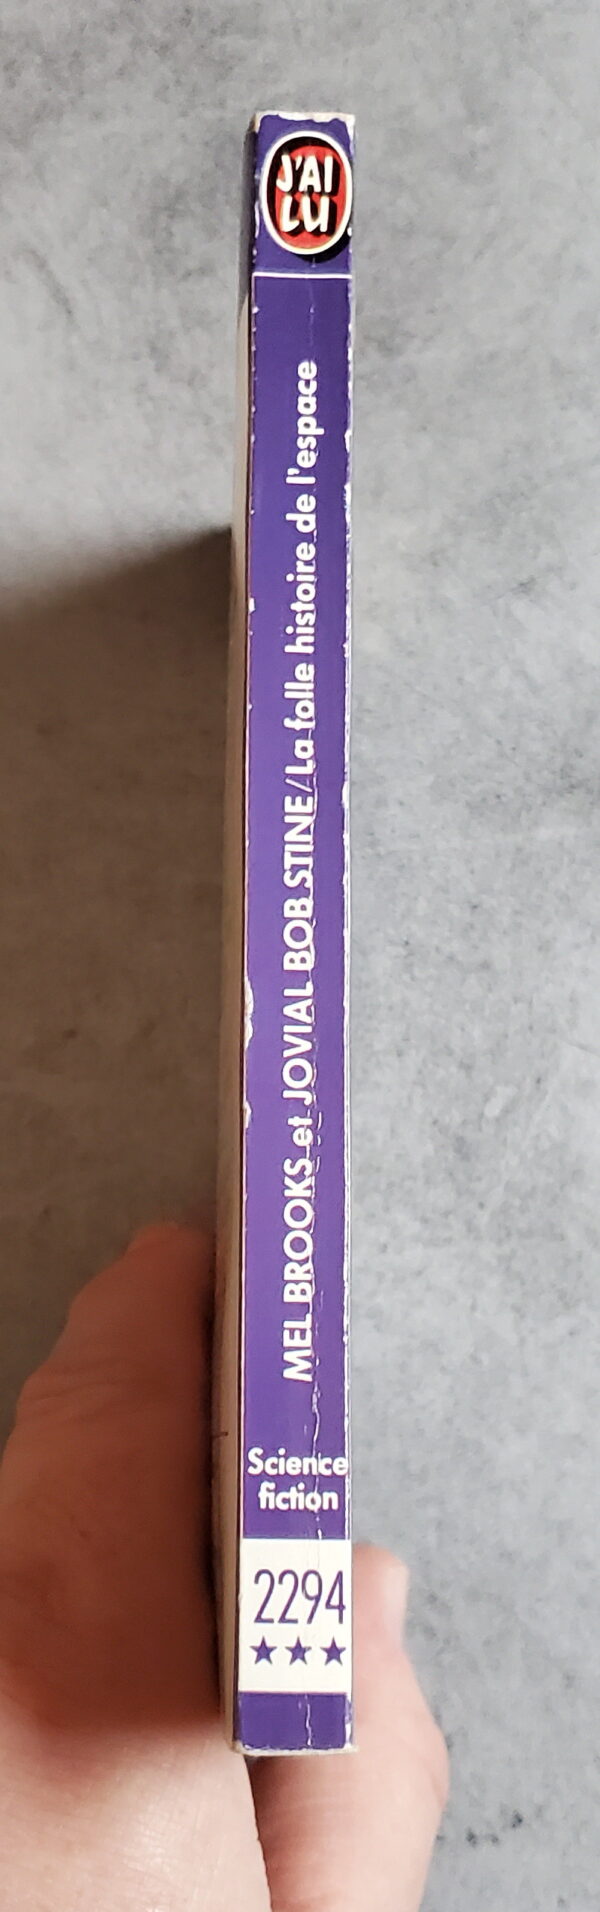 J'AI
LU
MEL BROOKS et JOVIAL BOB STINE/La folle histoire de l'espace
Science
fiction
2294
★★★